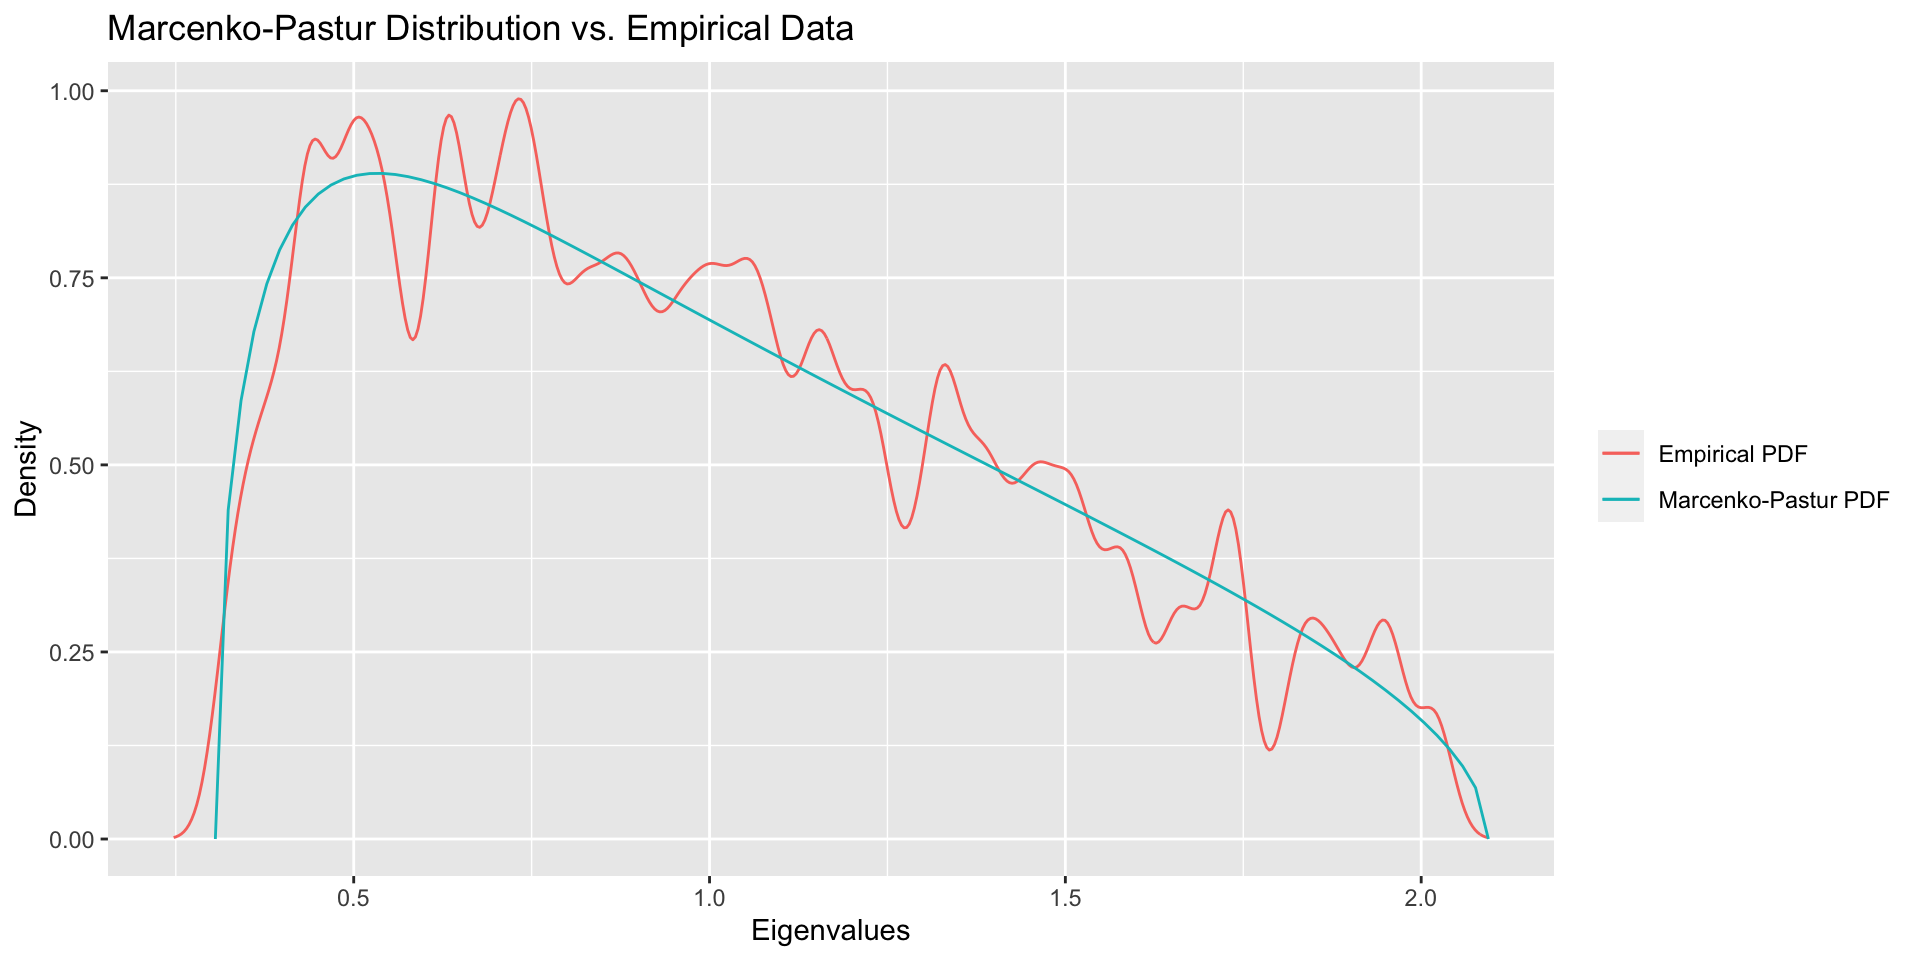 Marcenko-Pastur Distribution vs. Empirical Data
1.00
0.75
0.50
0.25
0.00
Density
0.5 1.0 1.5 2.0
Eigenvalues
Empirical PDF
Marcenko-Pastur PDF